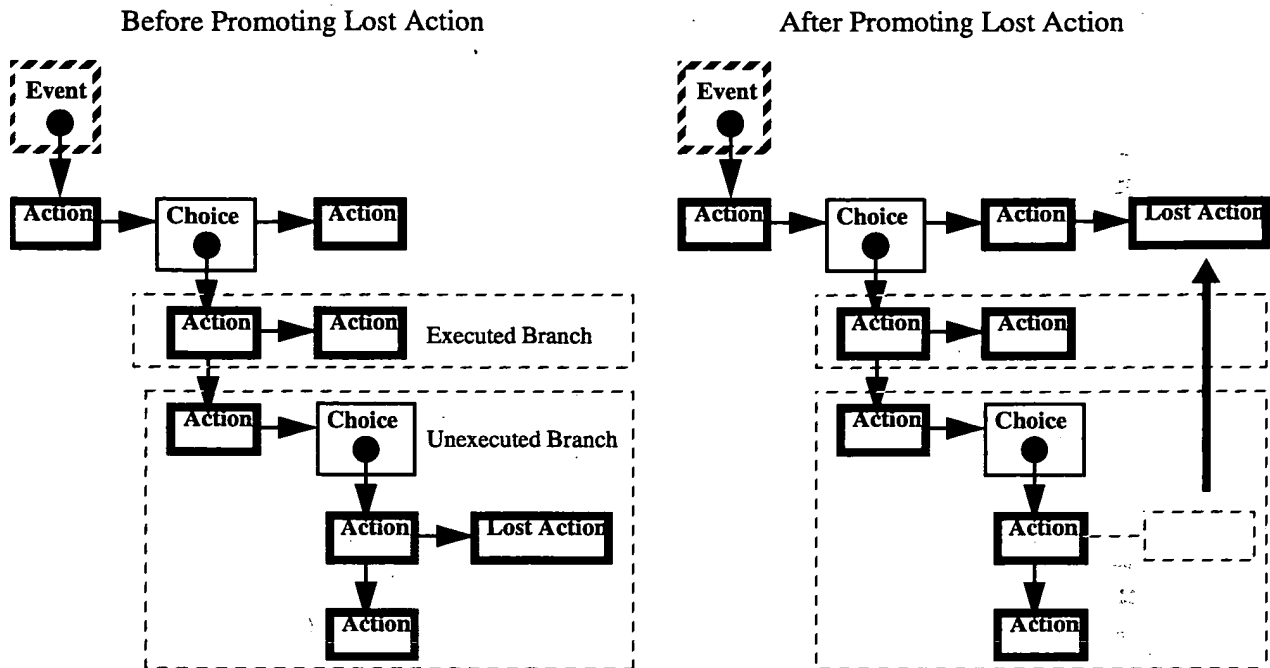 Before Promoting Lost Action
Event
Action
Choice
Action
Action
Action
Executed Branch
Action
Choice
Unexecuted Branch
Action
Lost Action
Action
After Promoting Lost Action
Event
Action
Choice
Action
Lost Action
Action
Action
Action
Choice
Action
Action